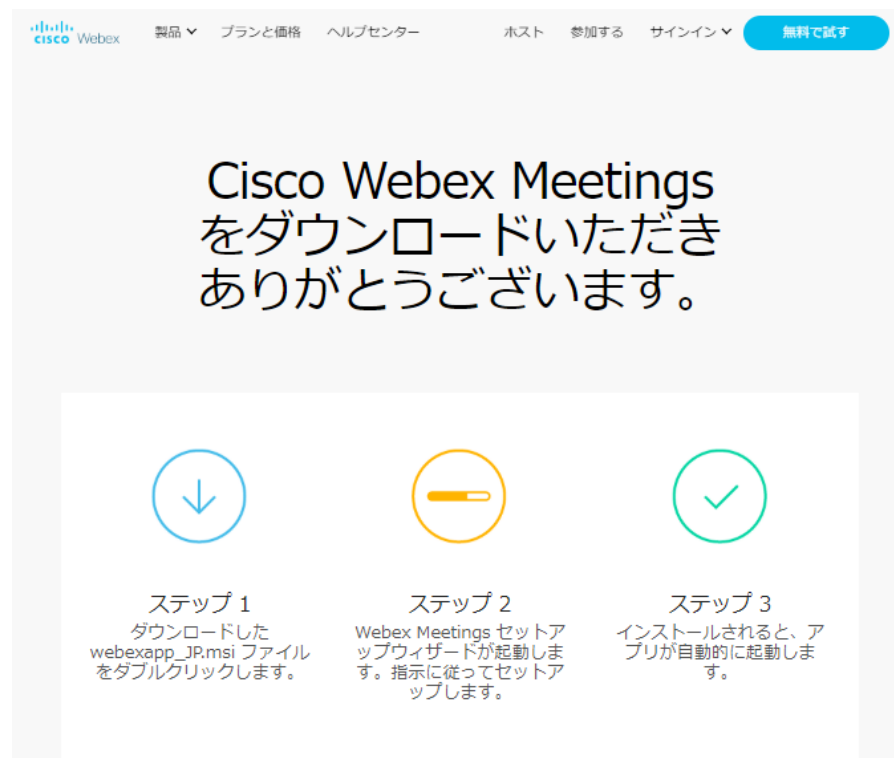 CISCO Webex 製品 プランと価格 ヘルプセンター ホスト 参加する サインイン 無料で試す
Cisco Webex Meetings
をダウンロードいただき
ありがとうございます。
ステップ 1
ダウンロードした
webexapp_JP.msi ファイル
をダブルクリックします。
ステップ 2
Webex Meetings セットア
ップウィザードが起動しま
す。指示に従ってセットア
ップします。
ステップ 3
インストールされると、ア
プリが自動的に起動しま
す。